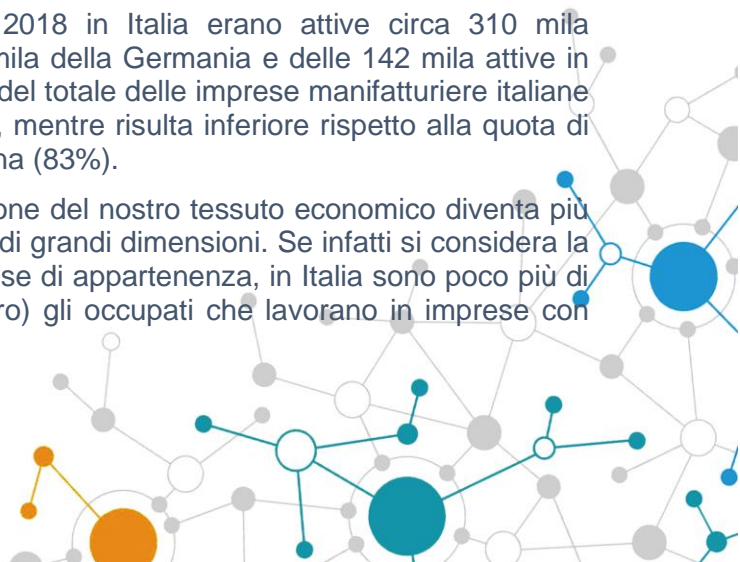 2018 in Italia erano attive circa 310 mila
mila della Germania e delle 142 mila attive in
del totale delle imprese manifatturiere italiane
, mentre risulta inferiore rispetto alla quota di
na (83%).
one del nostro tessuto economico diventa più
di grandi dimensioni. Se infatti si considera la
se di appartenenza, in Italia sono poco più di
ro) gli occupati che lavorano in imprese con